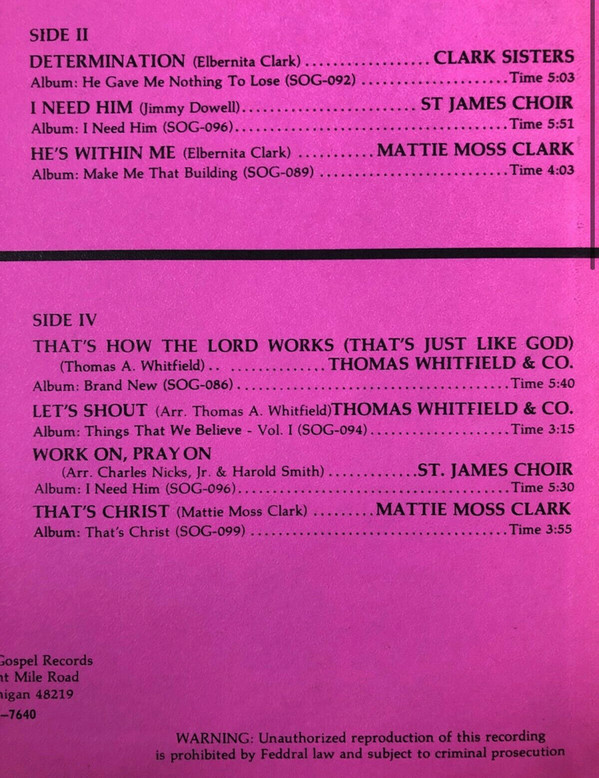 SIDE II
DETERMINATION (Elbernita Clark)..................CLARK SISTERS
Album: He Gave Me Nothing To Lose (SOG-092).....................Time 5:03
I NEED HIM (Jimmy Dowell).........................ST JAMES CHOIR
Album: I Need Him (SOG-096).......................................Time 5:51
HE'S WITHIN ME (Elbernita Clark) ...........MATTIE MOSS CLARK
Album: Make Me That Building (SOG-089) ...........................Time 4:03
SIDE IV
THAT'S HOW THE LORD WORKS (THAT'S JUST LIKE GOD)
(Thomas A. Whitfield).. ..............THOMAS WHITFIELD & CO.
Album: Brand New (SOG-086).......................................Time 5:40
LET'S SHOUT (Arr. Thomas A. Whitfield)THOMAS WHITFIELD & CO.
Album: Things That We Believe - Vol. I (SOG-094)....................Time 3:15
WORK ON, PRAY ON
(Arr. Charles Nicks, Jr. & Harold Smith).............ST. JAMES CHOIR
Album: I Need Him (SOG-096).......................................Time 5:30
THAT'S CHRIST (Mattie Moss Clark) .........MATTIE MOSS CLARK
Album: That's Christ (SOG-099) .....................................Time 3:55
Gospel Records
Mile Road
48219
–7640
WARNING: Unauthorized reproduction of this recording
is prohibited by Feddral law and subject to criminal prosecution